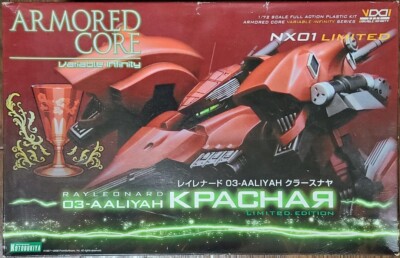 ARMORED CORE
Variable Infinity
1/72 SCALE FULL ACTION PLASTIC KIT
ARMORED CORE VARIABLE INFINITY SERIES
NX01 LIMITED
レイレナード 03-AALIYAH クラースナヤ
RAYLEONARD
03-AALIYAH
КРАСНАЯ
LIMITED EDITION
KOTOBUKIYA